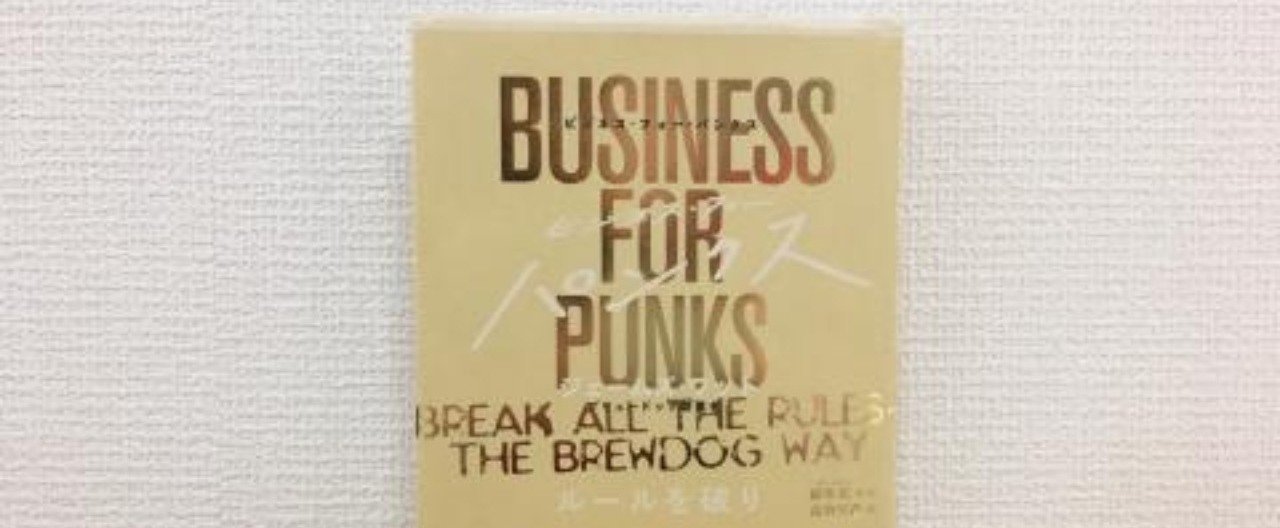 BUSINESS
ビジネス・フォー・パンクス
FOR
パンクス
PUNKS
BREAK ALL THE RULES
THE BREWDOG WAY
ルールを破り